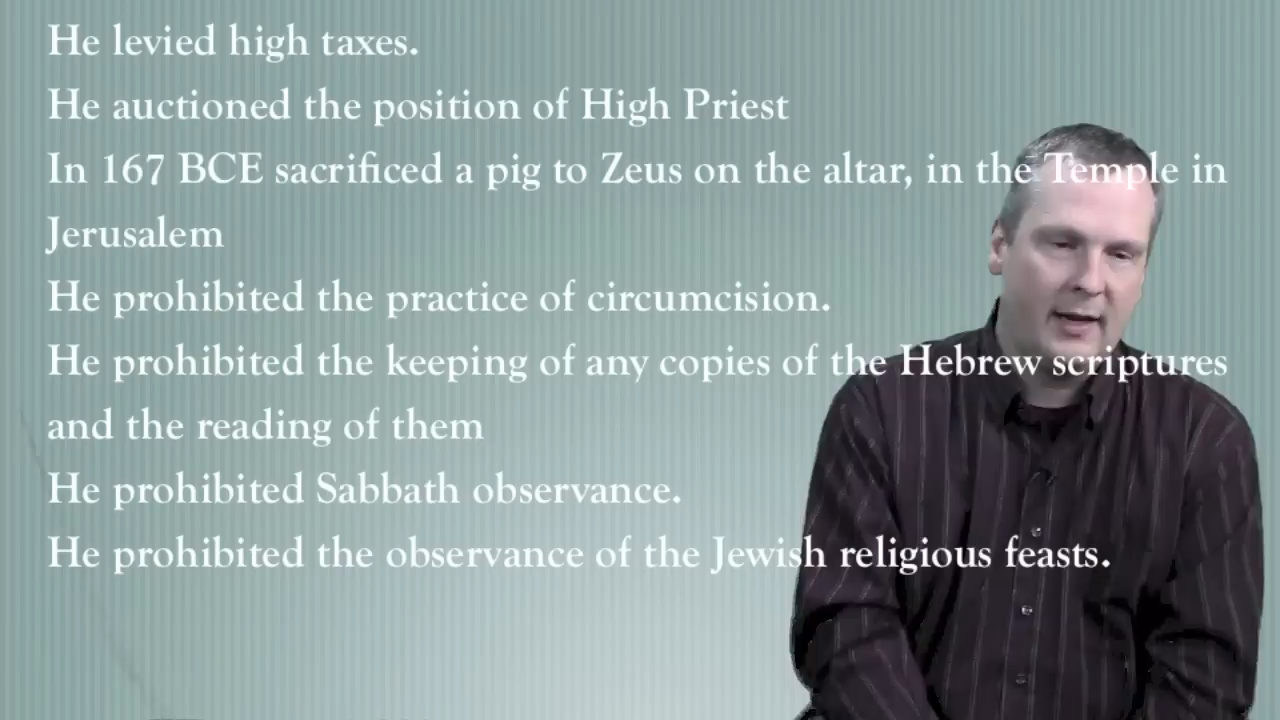 He levied high taxes.
He auctioned the position of High Priest
In 167 BCE sacrificed a pig to Zeus on the altar, in the Temple in
Jerusalem
He prohibited the practice of circumcision.
He prohibited the keeping of any copies of the Hebrew scriptures
and the reading of them
He prohibited Sabbath observance.
He prohibited the observance of the Jewish religious feasts.